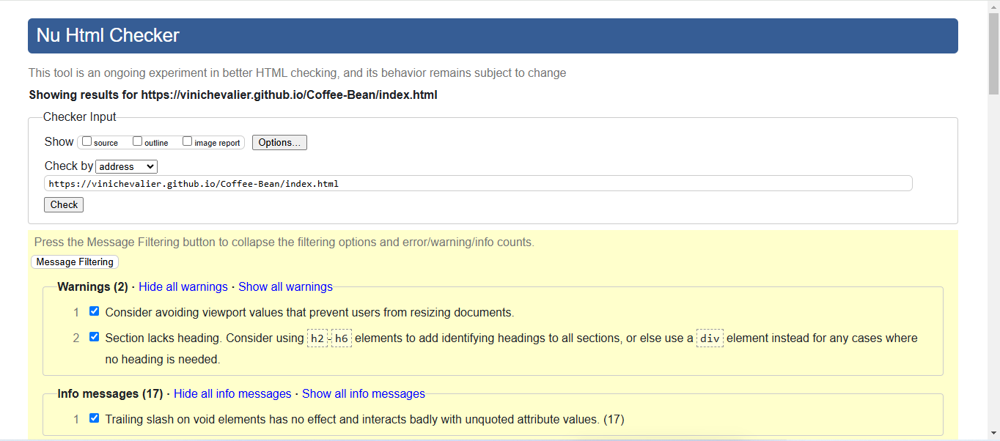 Nu Html Checker
This tool is an ongoing experiment in better HTML checking, and its behavior remains subject to change
Showing results for https://vinichevalier.github.io/Coffee-Bean/index.html
Checker Input
Show source outline image report Options...
Check by address
https://vinichevalier.github.io/Coffee-Bean/index.html
Check
Press the Message Filtering button to collapse the filtering options and error/warning/info counts.
Message Filtering
Warnings (2) · Hide all warnings · Show all warnings
1 Consider avoiding viewport values that prevent users from resizing documents.
2 Section lacks heading. Consider using h2-h6 elements to add identifying headings to all sections, or else use a div element instead for any cases where
no heading is needed.
Info messages (17) · Hide all info messages · Show all info messages
1 Trailing slash on void elements has no effect and interacts badly with unquoted attribute values. (17)